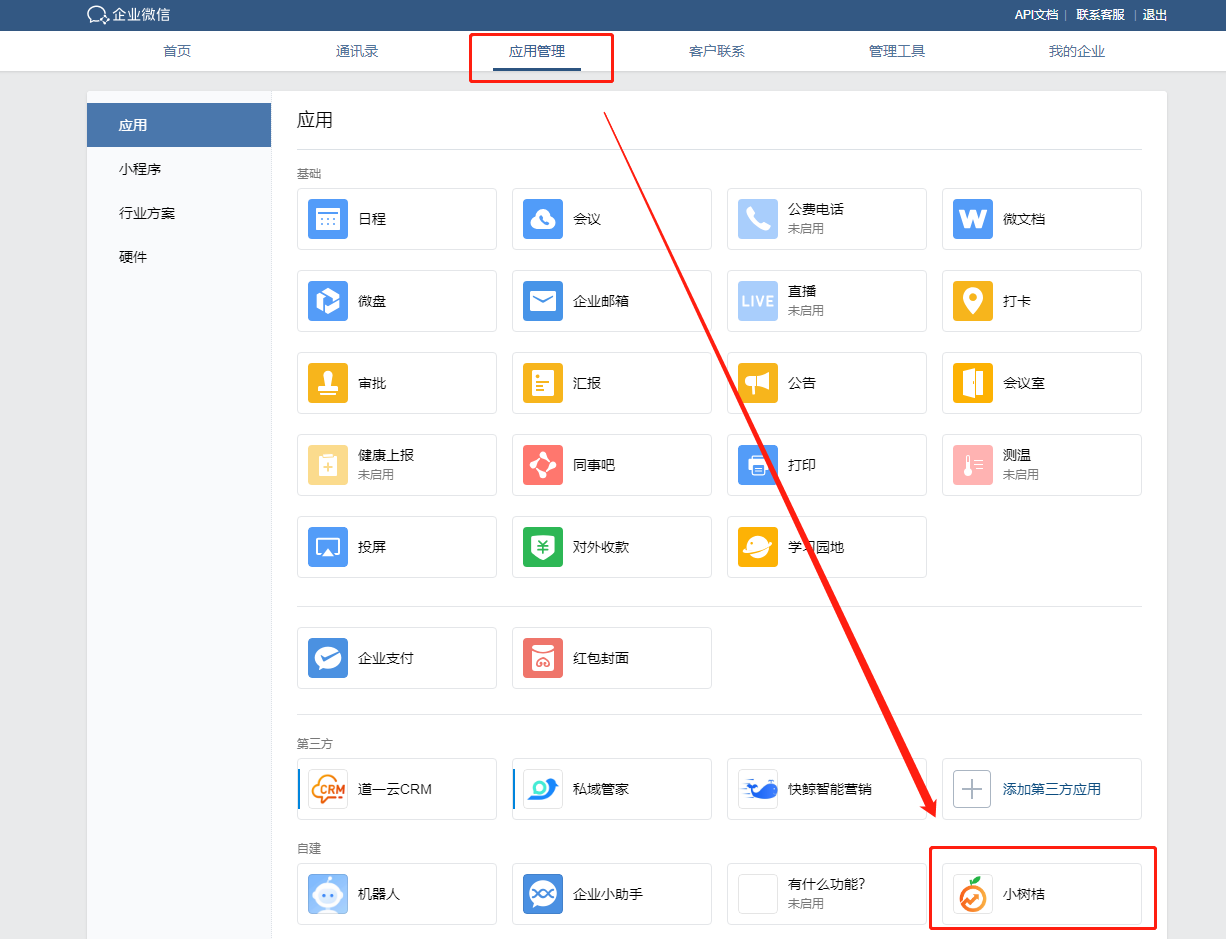 企业微信
API文档 | 联系客服 | 退出
首页
通讯录
应用管理
客户联系
管理工具
我的企业
应用
小程序
行业方案
硬件
应用
基础
日程
会议
公费电话
未启用
W
微文档
微盘
企业邮箱
LIVE
直播
未启用
打卡
审批
汇报
公告
会议室
健康上报
未启用
同事吧
打印
测温
未启用
投屏
¥
对外收款
学习园地
企业支付
红包封面
第三方
CRM
道一云CRM
私域管家
快鲸智能营销
添加第三方应用
自建
机器人
企业小助手
有什么功能?
未启用
小树桔